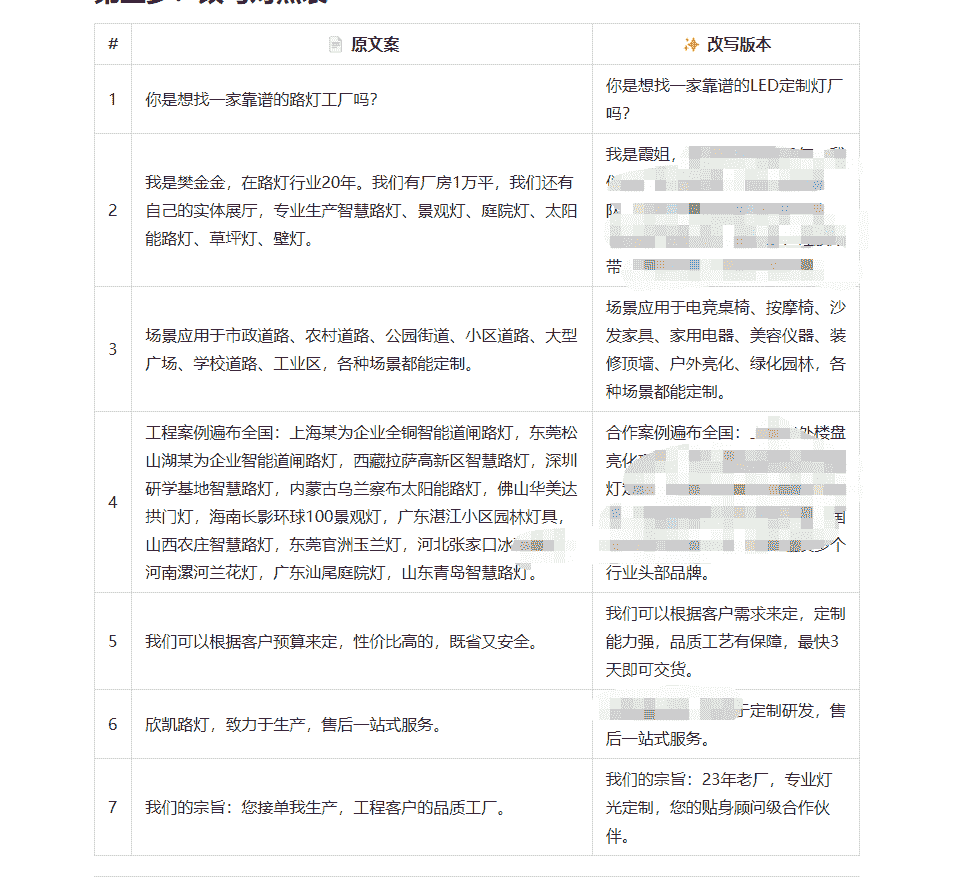 # 原文案 改写版本
1 你是想找一家靠谱的路灯工厂吗？ 你是想找一家靠谱的LED定制灯厂
吗？
2 我是樊金金，在路灯行业20年。我们有厂房1万平，我们还有
自己的实体展厅，专业生产智慧路灯、景观灯、庭院灯、太阳
能路灯、草坪灯、壁灯。
我是霞姐，
带
3 场景应用于市政道路、农村道路、公园街道、小区道路、大型
广场、学校道路、工业区，各种场景都能定制。
场景应用于电竞桌椅、按摩椅、沙
发家具、家用电器、美容仪器、装
修顶墙、户外亮化、绿化园林，各
种场景都能定制。
4 工程案例遍布全国：上海某为企业全铜智能道闸路灯，东莞松
山湖某为企业智能道闸路灯，西藏拉萨高新区智慧路灯，深圳
研学基地智慧路灯，内蒙古乌兰察布太阳能路灯，佛山华美达
拱门灯，海南长影环球100景观灯，广东湛江小区园林灯具，
山西农庄智慧路灯，东莞官洲玉兰灯，河北张家口冰
河南漯河兰花灯，广东汕尾庭院灯，山东青岛智慧路灯。
合作案例遍布全国： 外楼盘
亮化
灯
个
行业头部品牌。
5 我们可以根据客户预算来定，性价比高的，既省又安全。
我们可以根据客户需求来定，定制
能力强，品质工艺有保障，最快3
天即可交货。
6 欣凯路灯，致力于生产，售后一站式服务。
于定制研发，售
后一站式服务。
7 我们的宗旨：您接单我生产，工程客户的品质工厂。
我们的宗旨：23年老厂，专业灯
光定制，您的贴身顾问级合作伙
伴。